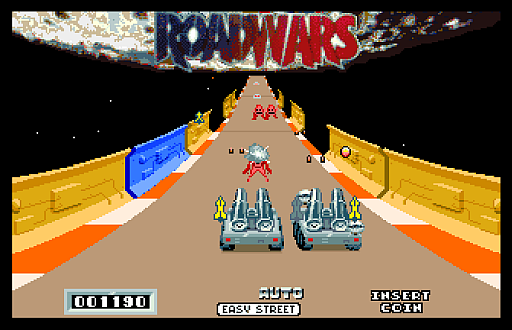 ROADWARS
001190
AUTO
EASY STREET
INSERT
COIN